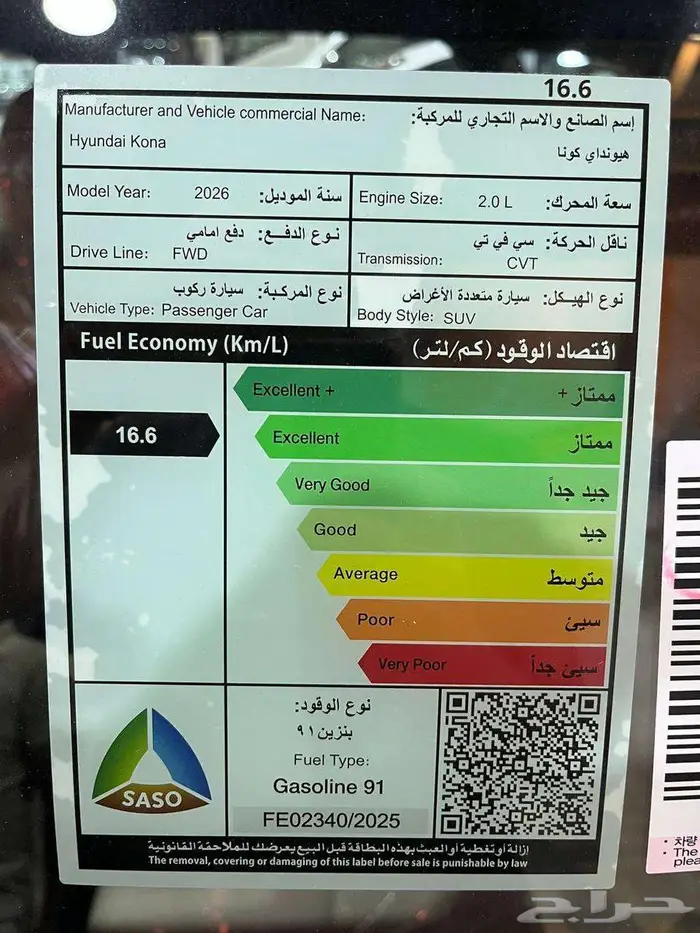 16.6
Manufacturer and Vehicle commercial Name:
إسم الصانع والاسم التجاري للمركبة:
Hyundai Kona
هيونداي كونا
Model Year: 2026 سنة الموديل:
Engine Size: 2.0 L سعة المحرك:
نوع الدفع: دفع امامي
Drive Line: FWD
ناقل الحركة: سي في تي
Transmission: CVT
نوع المركبة: سيارة ركوب
Vehicle Type: Passenger Car
نوع الهيكل: سيارة متعددة الأغراض
Body Style: SUV
Fuel Economy (Km/L) اقتصاد الوقود (كم/لتر)
Excellent + ممتاز +
16.6
Excellent ممتاز
Very Good جيد جداً
Good جيد
Average متوسط
Poor سيئ
Very Poor سيئ جداً
SASO
نوع الوقود:
بنزين ٩١
Fuel Type:
Gasoline 91
FE02340/2025
إزالة أو تغطية أو العبث بهذه البطاقة قبل البيع يعرضك للملاحقة القانونية
The removal, covering or damaging of this label before sale is punishable by law
· 차량
· The
plea
حراج